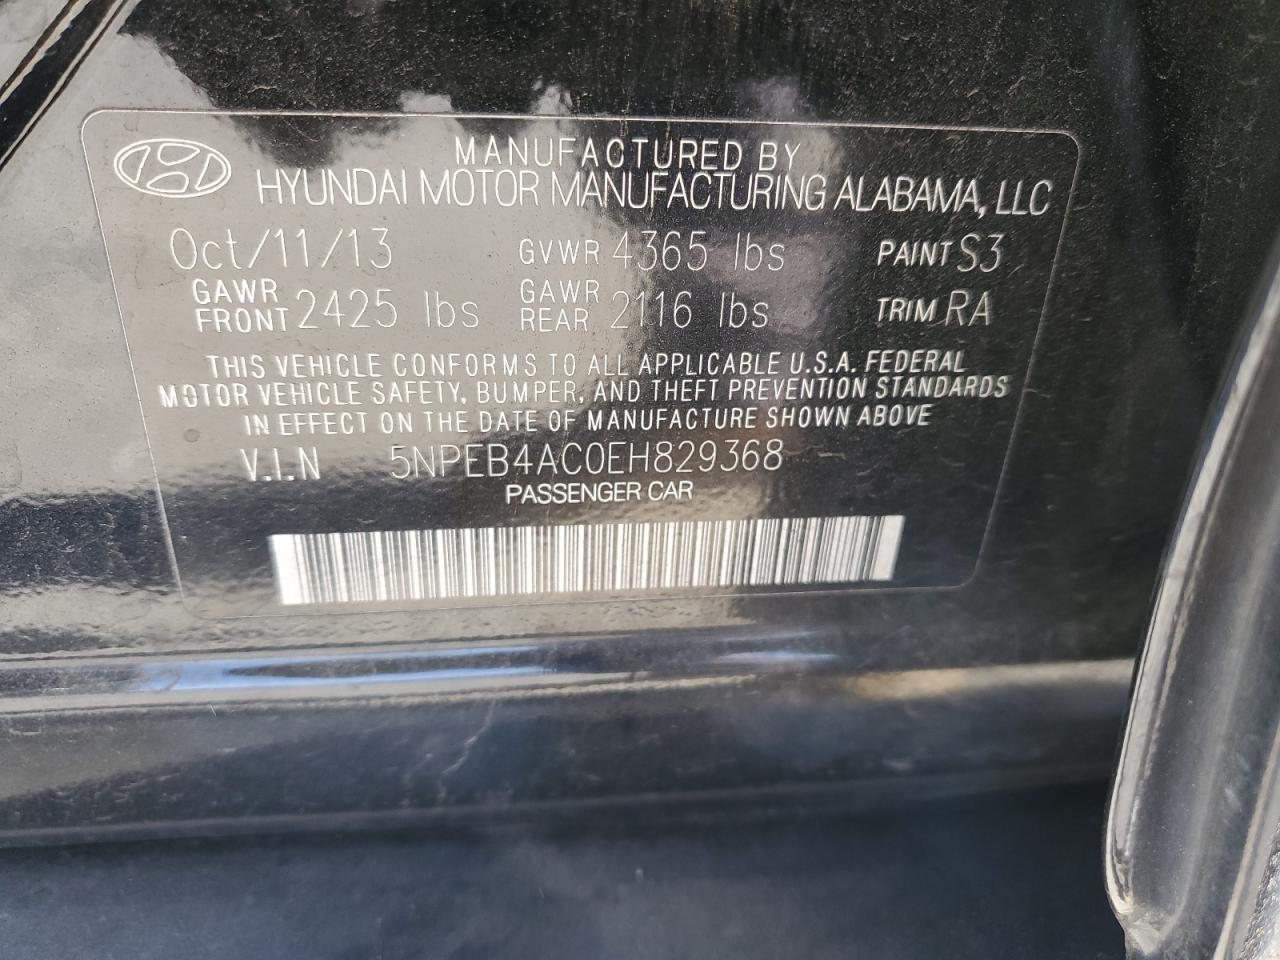 MANUFACTURED BY
HYUNDAI MOTOR MANUFACTURING ALABAMA, LLC
Oct/11/13 GVWR 4365 lbs PAINT S3
GAWR FRONT 2425 lbs GAWR REAR 2116 lbs TRIM RA
THIS VEHICLE CONFORMS TO ALL APPLICABLE U.S.A. FEDERAL
MOTOR VEHICLE SAFETY, BUMPER, AND THEFT PREVENTION STANDARDS
IN EFFECT ON THE DATE OF MANUFACTURE SHOWN ABOVE
V.I.N 5NPEB4AC0EH829368
PASSENGER CAR